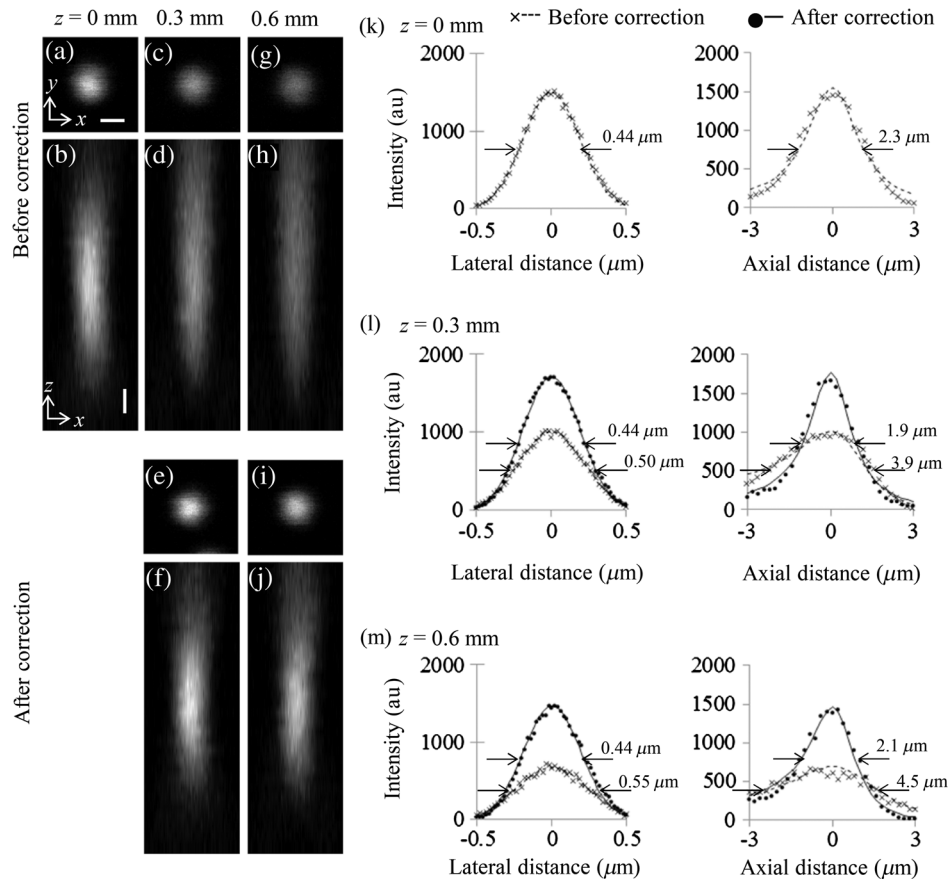 z = 0 mm 0.3 mm 0.6 mm
(a) (c) (g)
y
x
(b) (d) (h)
z
x
Before correction
(e) (i)
(f) (j)
After correction
×---- Before correction ●— After correction
(k) z = 0 mm
Intensity (au)
2000
1500
1000
500
0
0.44 μm
-0.5 0 0.5
Lateral distance (μm)
2000
1500
1000
500
0
2.3 μm
-3 0 3
Axial distance (μm)
(l) z = 0.3 mm
Intensity (au)
2000
1000
0
0.44 μm
0.50 μm
-0.5 0 0.5
Lateral distance (μm)
2000
1500
1000
500
0
1.9 μm
3.9 μm
-3 0 3
Axial distance (μm)
(m) z = 0.6 mm
Intensity (au)
2000
1000
0
0.44 μm
0.55 μm
-0.5 0 0.5
Lateral distance (μm)
2000
1500
1000
500
0
2.1 μm
4.5 μm
-3 0 3
Axial distance (μm)